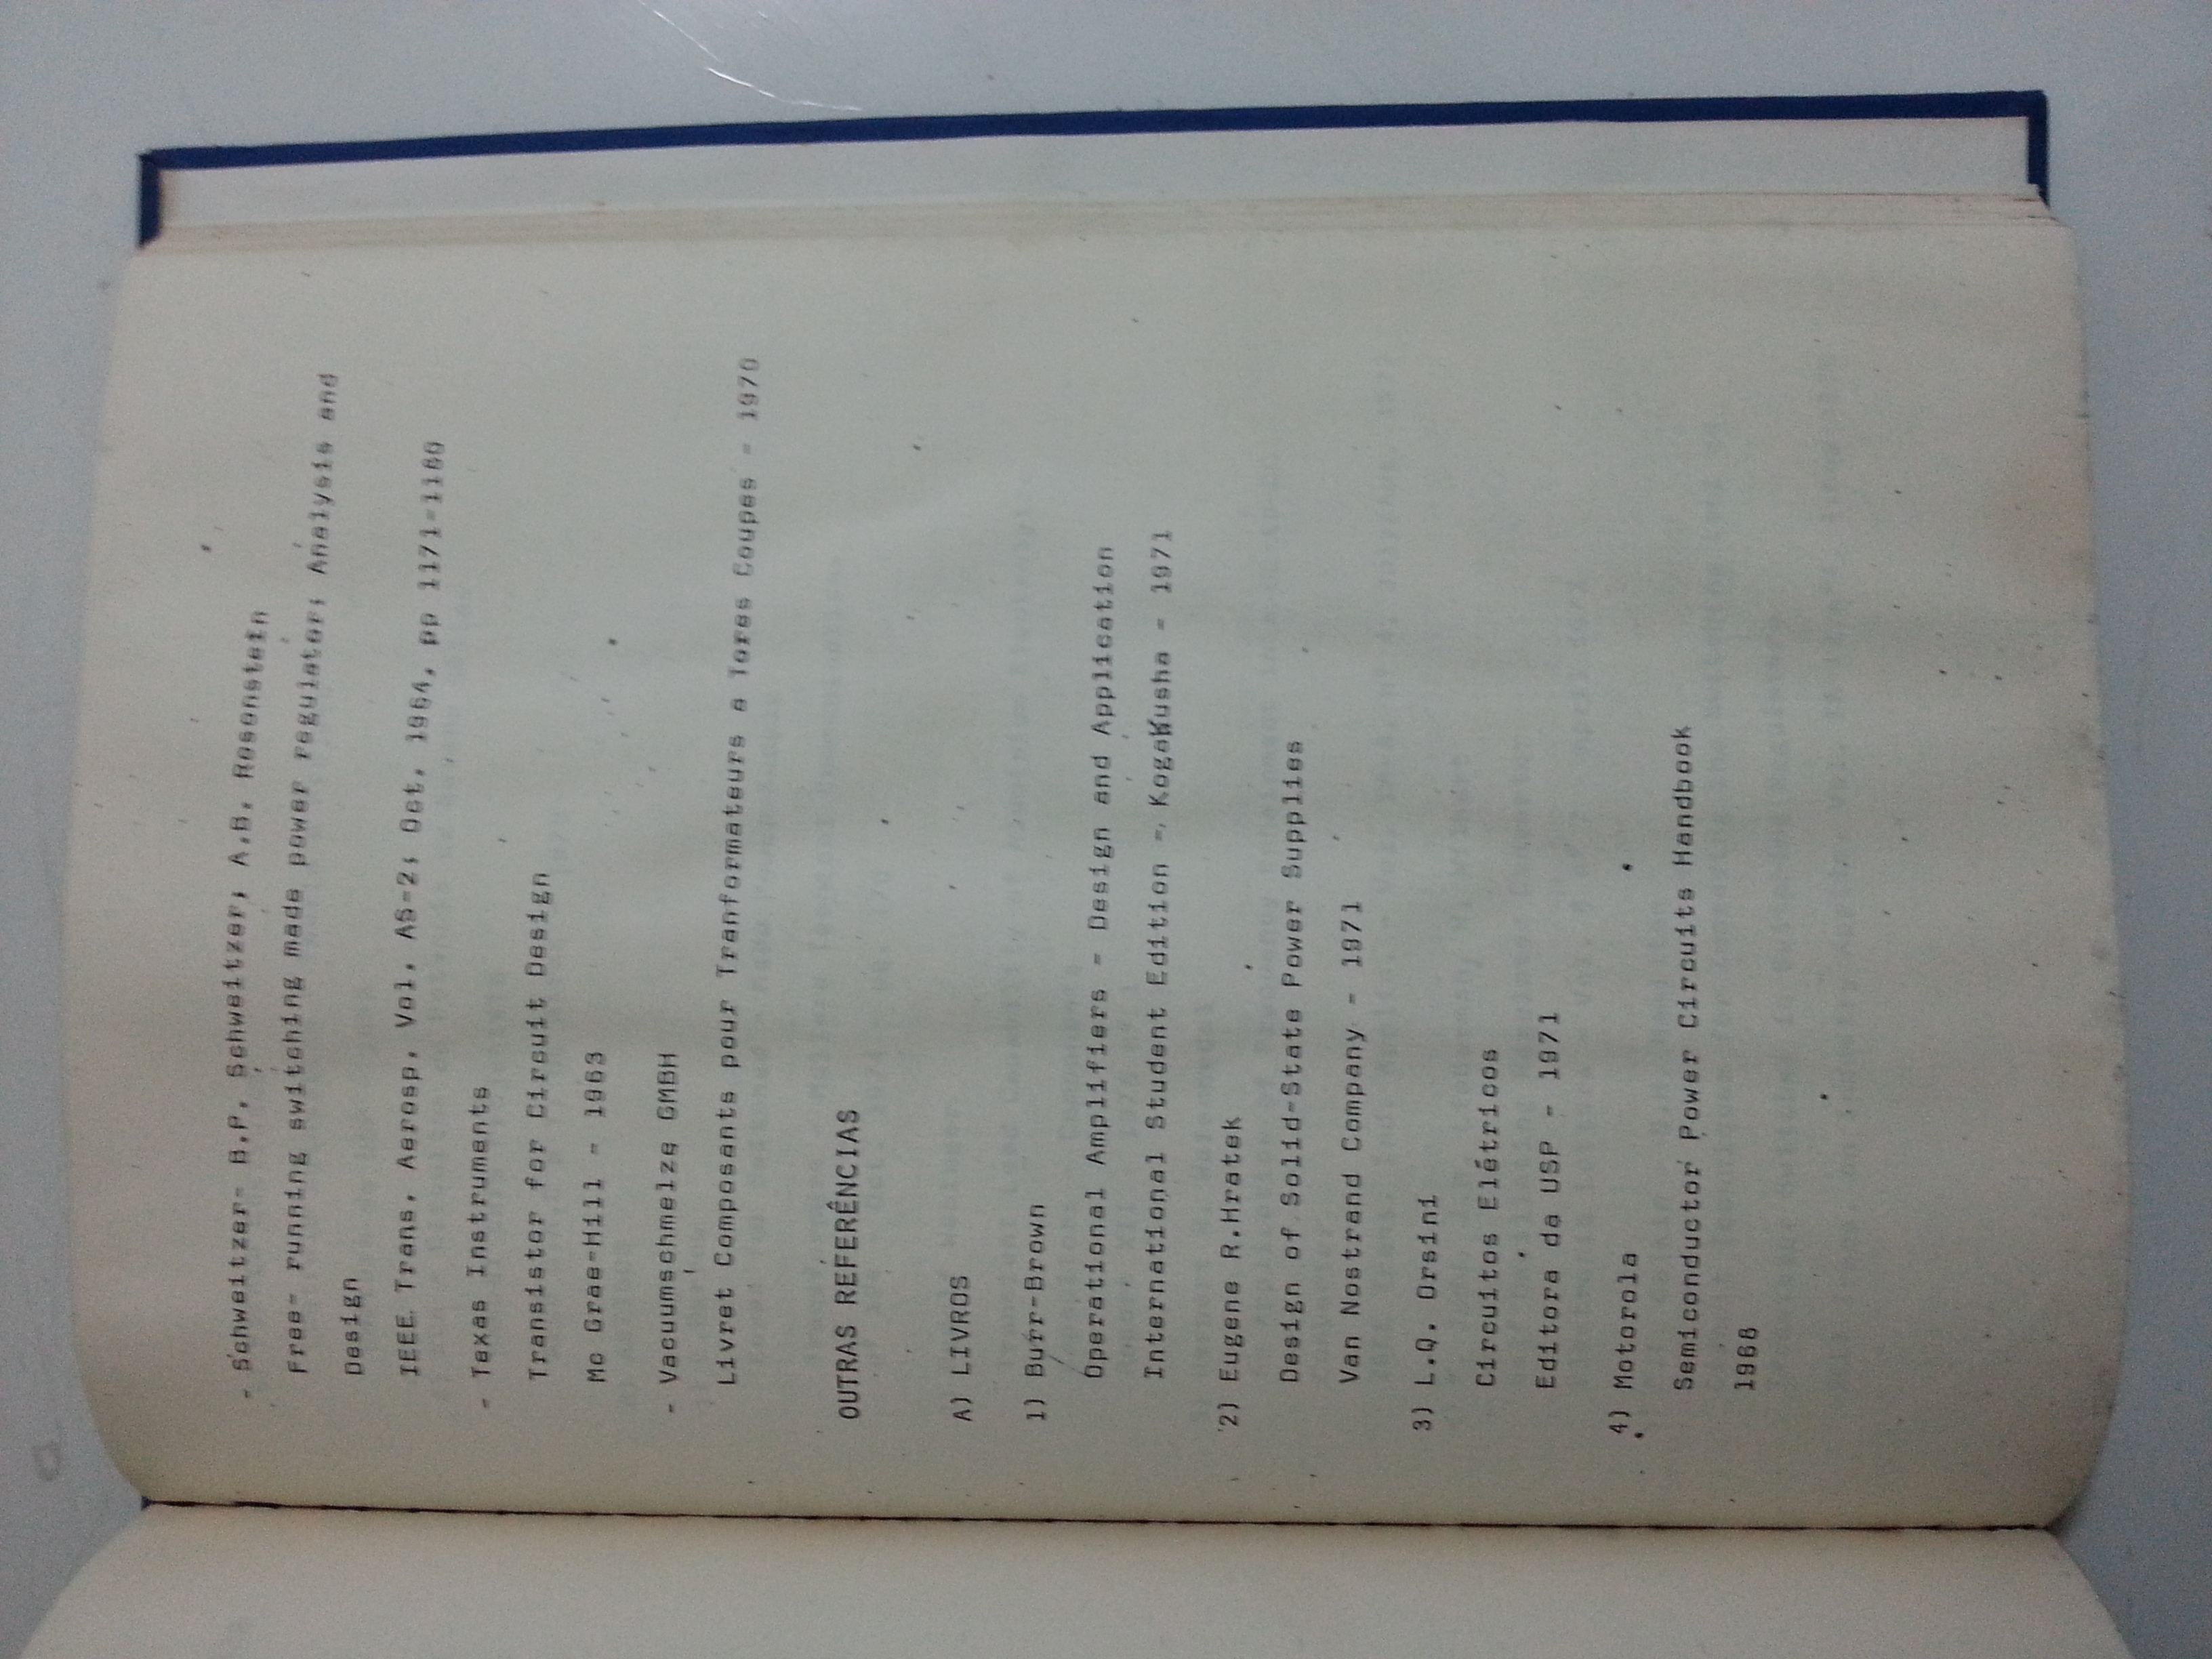 - Schweitzer- B.P. Schweitzer; A.B. Rosenstein
Free- running switching made power regulator; Analysis and
Design
IEEE Trans. Aerosp. Vol. AS-2; Oct. 1964, pp 1171-1180
- Texas Instruments
Transistor for Circuit Design
Mc Grae-Hill - 1963
- Vacuumschmelze GMBH
Livret Composants pour Tranformateurs a Tores Coupes - 1970
OUTRAS REFERÊNCIAS
A) LIVROS
1) Burr-Brown
Operational Amplifiers - Design and Application
International Student Edition - KogaKusha - 1971
2) Eugene R.Hratek
Design of Solid-State Power Supplies
Van Nostrand Company - 1971
3) L.Q. Orsini
Circuitos Elétricos
Editora da USP - 1971
4) Motorola
Semiconductor Power Circuits Handbook
1968